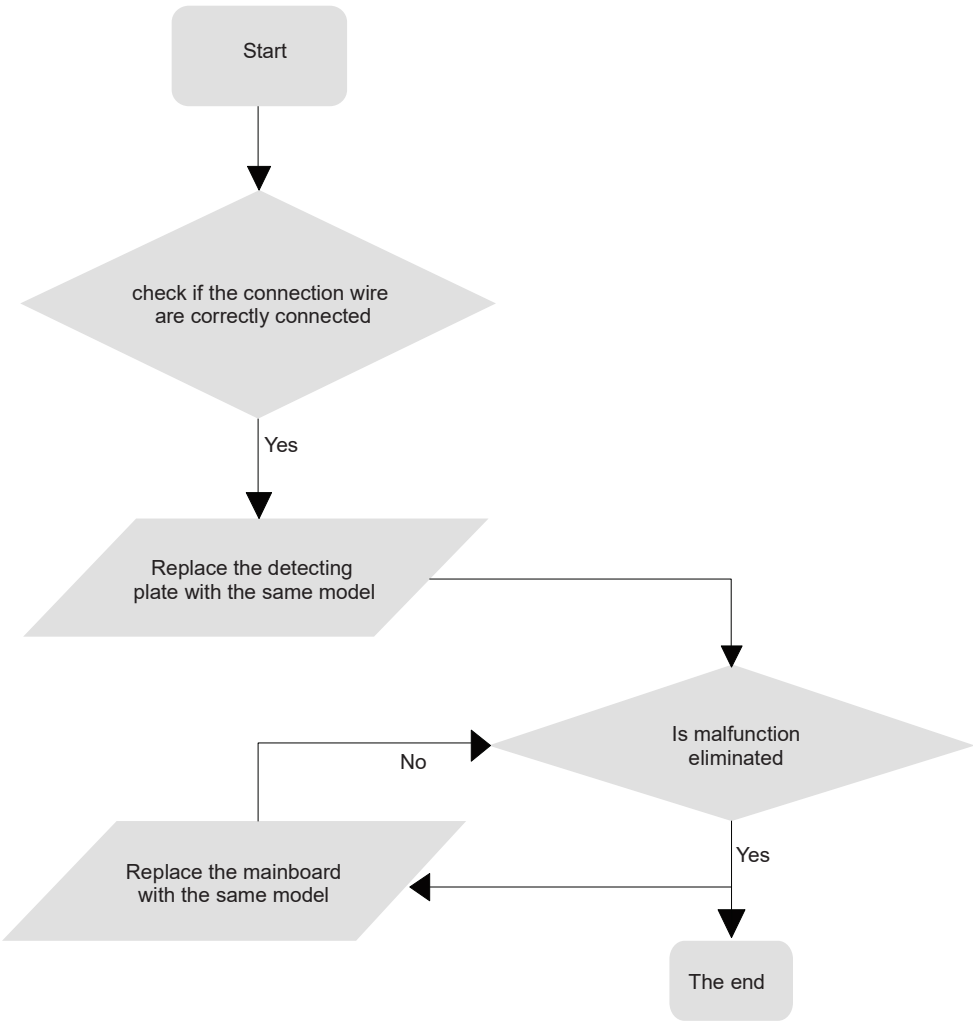 Start
check if the connection wire
are correctly connected
Yes
Replace the detecting
plate with the same model
Is malfunction
eliminated
No
Yes
Replace the mainboard
with the same model
The end